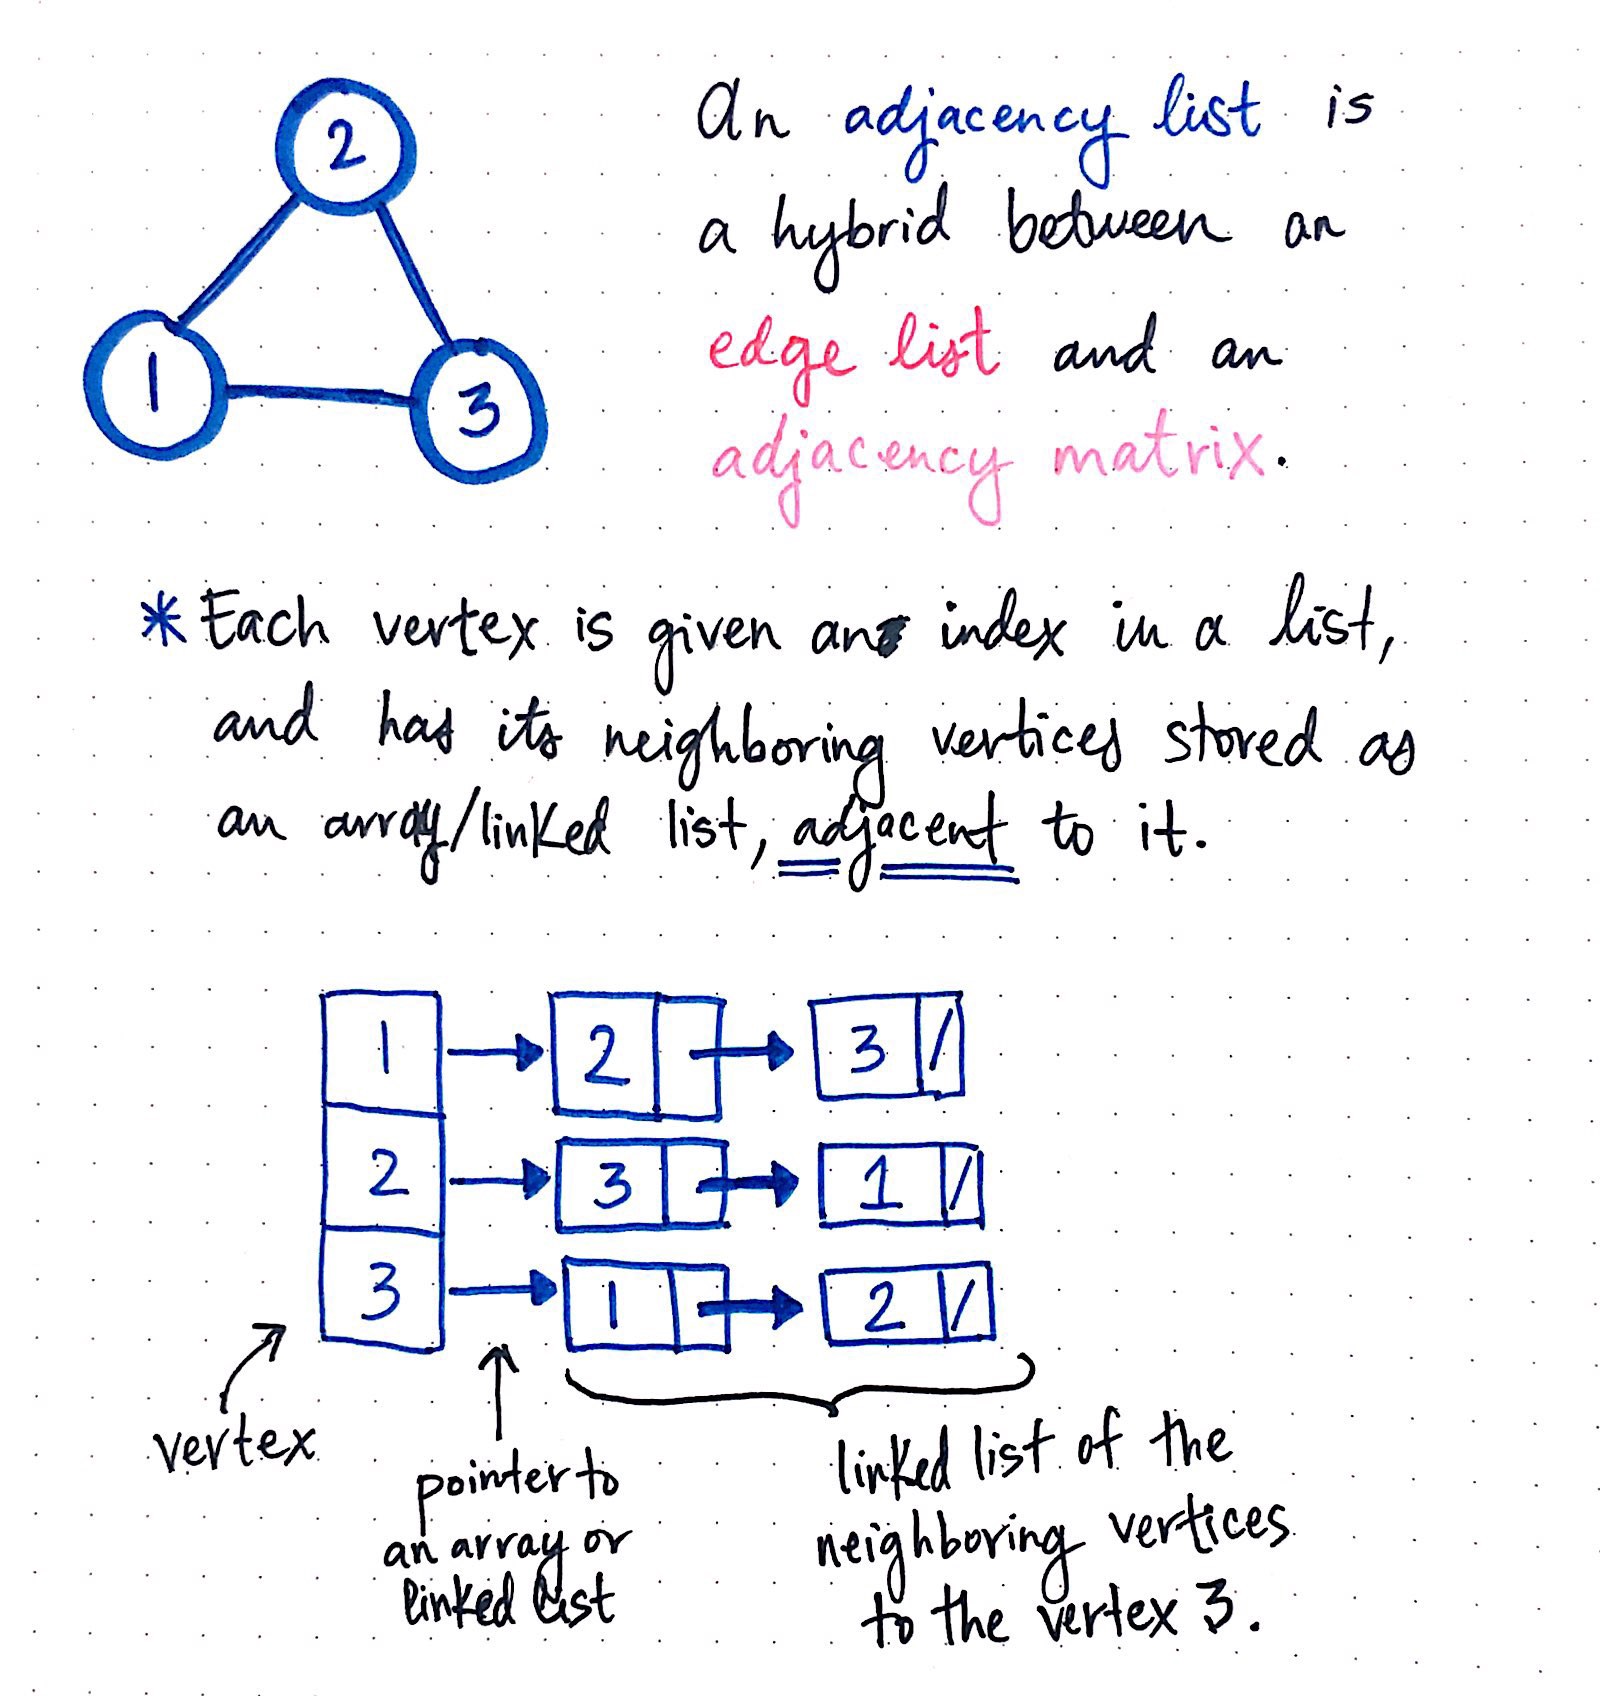 2
1
3
An adjacency list is
a hybrid between an
edge list and an
adjacency matrix.
* Each vertex is given an index in a list,
and has its neighboring vertices stored as
an array/linked list, adjacent to it.
1 2 3 /
2 3 1 /
3 1 2 /
vertex
pointer to
an array or
linked list
linked list of the
neighboring vertices
to the vertex 3.